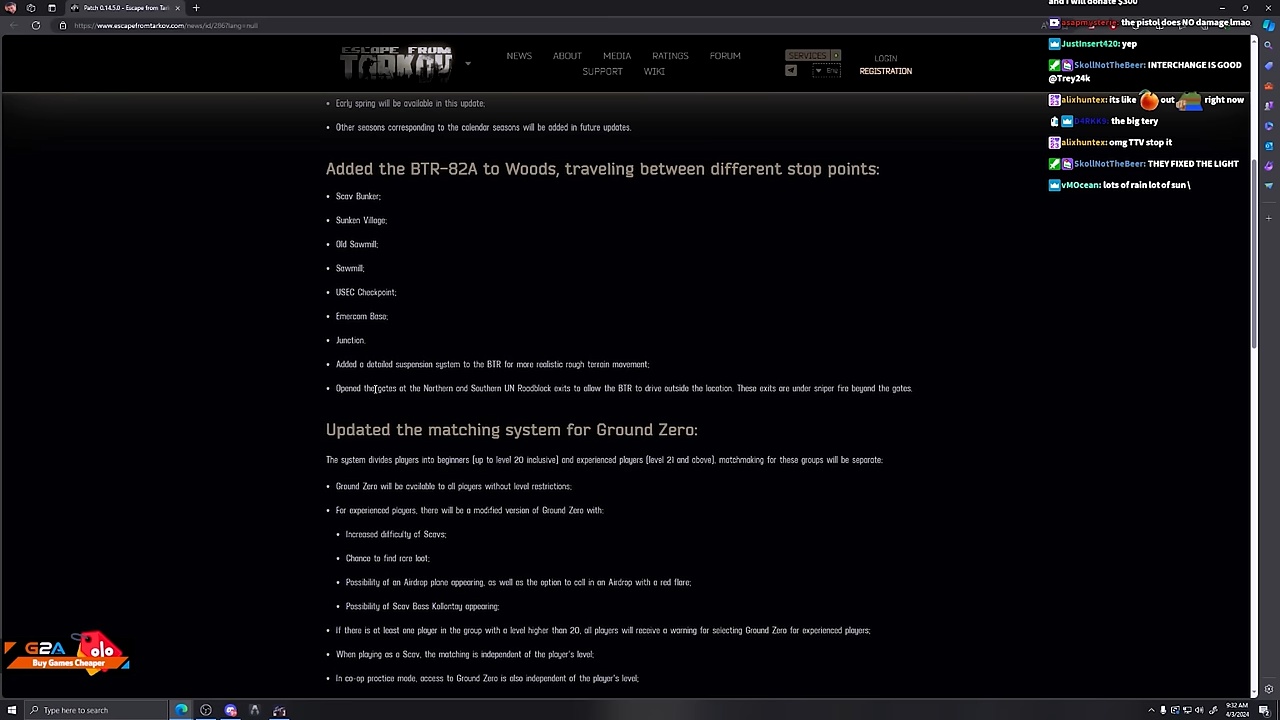 Patch 0.14.5.0 - Escape from Tar
https://www.escapefromtarkov.com/news/id/286?lang=null
ESCAPE FROM
TARKOV
NEWS ABOUT MEDIA RATINGS FORUM
SUPPORT WIKI
SERVICES
Eng
LOGIN
REGISTRATION
Early spring will be available in this update;
Other seasons corresponding to the calendar seasons will be added in future updates.
Added the BTR-82A to Woods, traveling between different stop points:
Scav Bunker;
Sunken Village;
Old Sawmill;
Sawmill;
USEC Checkpoint;
Emercom Base;
Junction.
Added a detailed suspension system to the BTR for more realistic rough terrain movement;
Opened the gates at the Northern and Southern UN Roadblock exits to allow the BTR to drive outside the location. These exits are under sniper fire beyond the gates.
Updated the matching system for Ground Zero:
The system divides players into beginners (up to level 20 inclusive) and experienced players (level 21 and above), matchmaking for these groups will be separate:
Ground Zero will be available to all players without level restrictions;
For experienced players, there will be a modified version of Ground Zero with:
Increased difficulty of Scavs;
Chance to find rare loot;
Possibility of an Airdrop plane appearing, as well as the option to call in an Airdrop with a red flare;
Possibility of Scav Boss Kollontay appearing;
If there is at least one player in the group with a level higher than 20, all players will receive a warning for selecting Ground Zero for experienced players;
When playing as a Scav, the matching is independent of the player's level;
In co-op practice mode, access to Ground Zero is also independent of the player's level;
and I will donate $300
asapmysterie: the pistol does NO damage lmao
JustInsert420: yep
SkollNotTheBeer: INTERCHANGE IS GOOD
@Trey24k
alixhuntex: its like out right now
D4RKK9: the big tery
alixhuntex: omg TTV stop it
SkollNotTheBeer: THEY FIXED THE LIGHT
vMOcean: lots of rain lot of sun \
G2A
Buy Games Cheaper
Type here to search
9:32 AM
4/3/2024